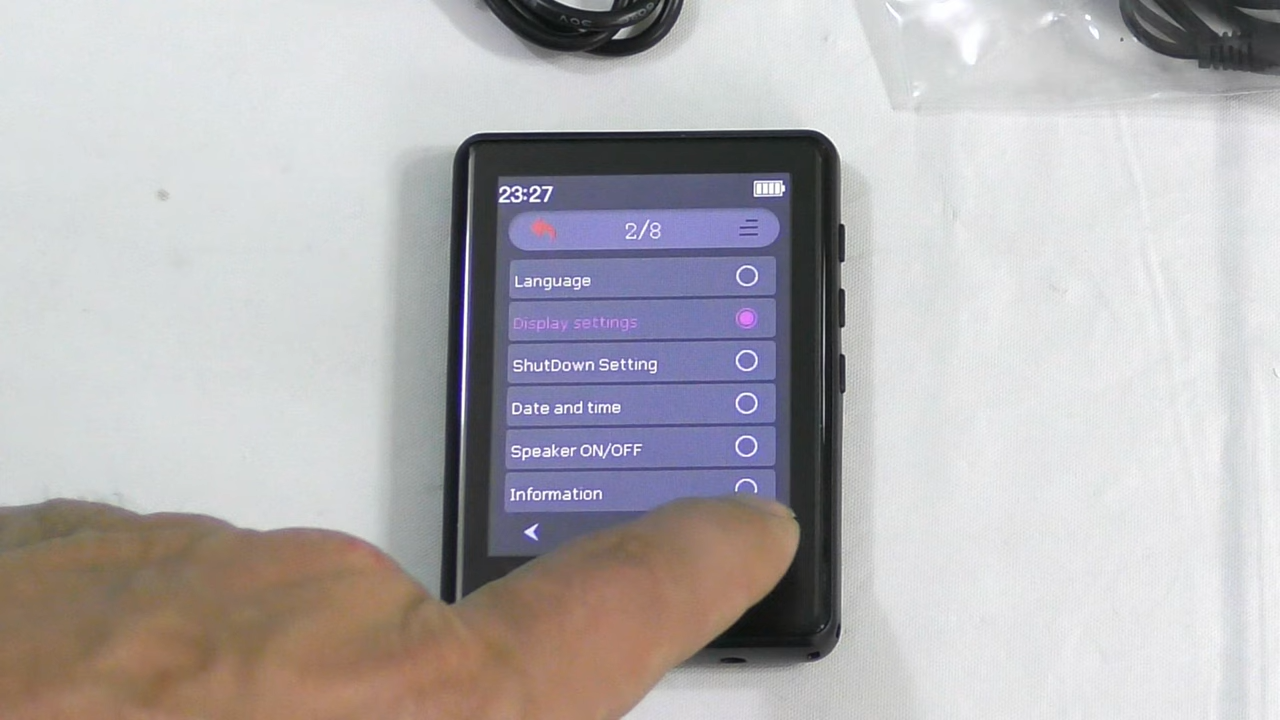 23:27
2/8
Language
Display settings
ShutDown Setting
Date and time
Speaker ON/OFF
Information